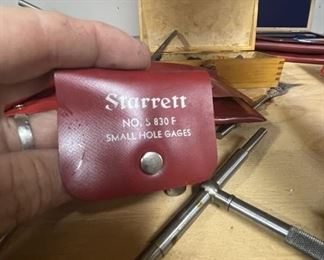 Starrett
NO. S 830 F
SMALL HOLE GAGES